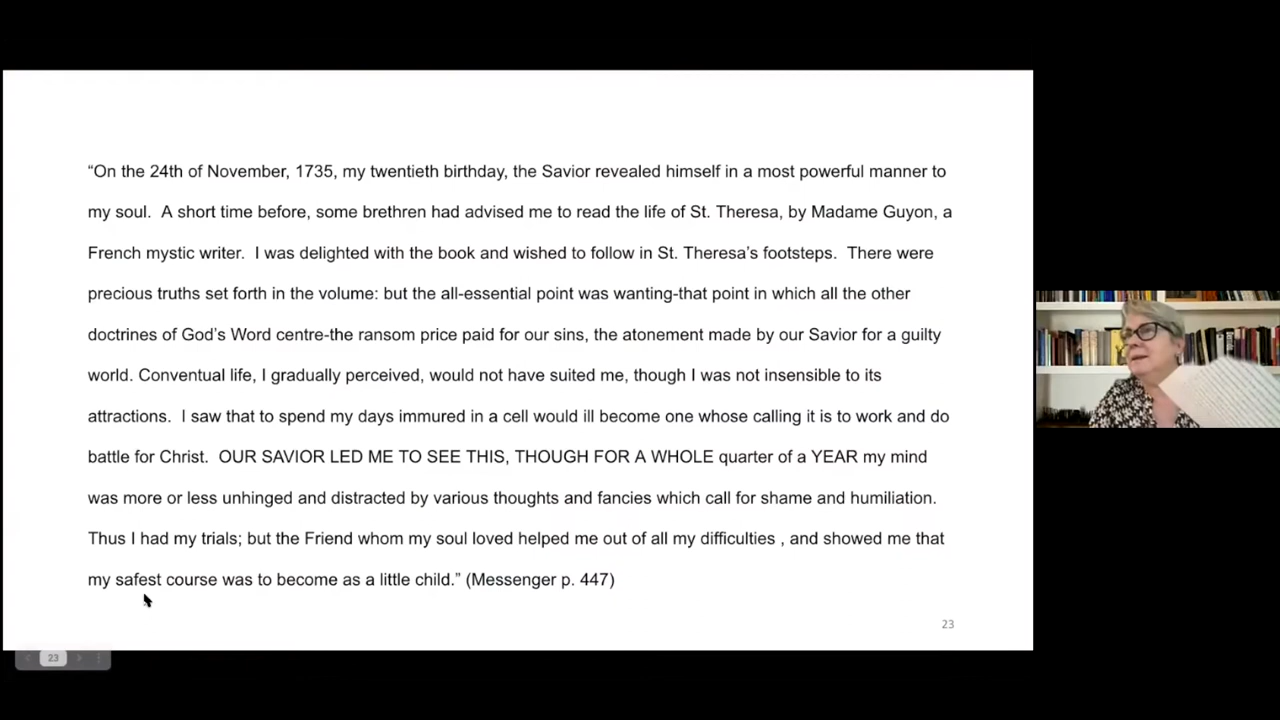 “On the 24th of November, 1735, my twentieth birthday, the Savior revealed himself in a most powerful manner to
my soul.  A short time before, some brethren had advised me to read the life of St. Theresa, by Madame Guyon, a
French mystic writer.  I was delighted with the book and wished to follow in St. Theresa’s footsteps.  There were
precious truths set forth in the volume: but the all-essential point was wanting-that point in which all the other
doctrines of God’s Word centre-the ransom price paid for our sins, the atonement made by our Savior for a guilty
world. Conventual life, I gradually perceived, would not have suited me, though I was not insensible to its
attractions.  I saw that to spend my days immured in a cell would ill become one whose calling it is to work and do
battle for Christ.  OUR SAVIOR LED ME TO SEE THIS, THOUGH FOR A WHOLE quarter of a YEAR my mind
was more or less unhinged and distracted by various thoughts and fancies which call for shame and humiliation.
Thus I had my trials; but the Friend whom my soul loved helped me out of all my difficulties , and showed me that
my safest course was to become as a little child.” (Messenger p. 447)
23
23